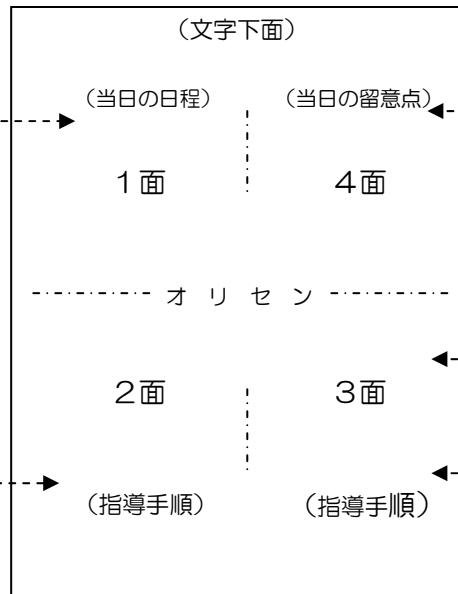 （文字下面）
（当日の日程）　（当日の留意点）
１面　４面
オ リ セ ン
２面　３面
（指導手順）　（指導手順）